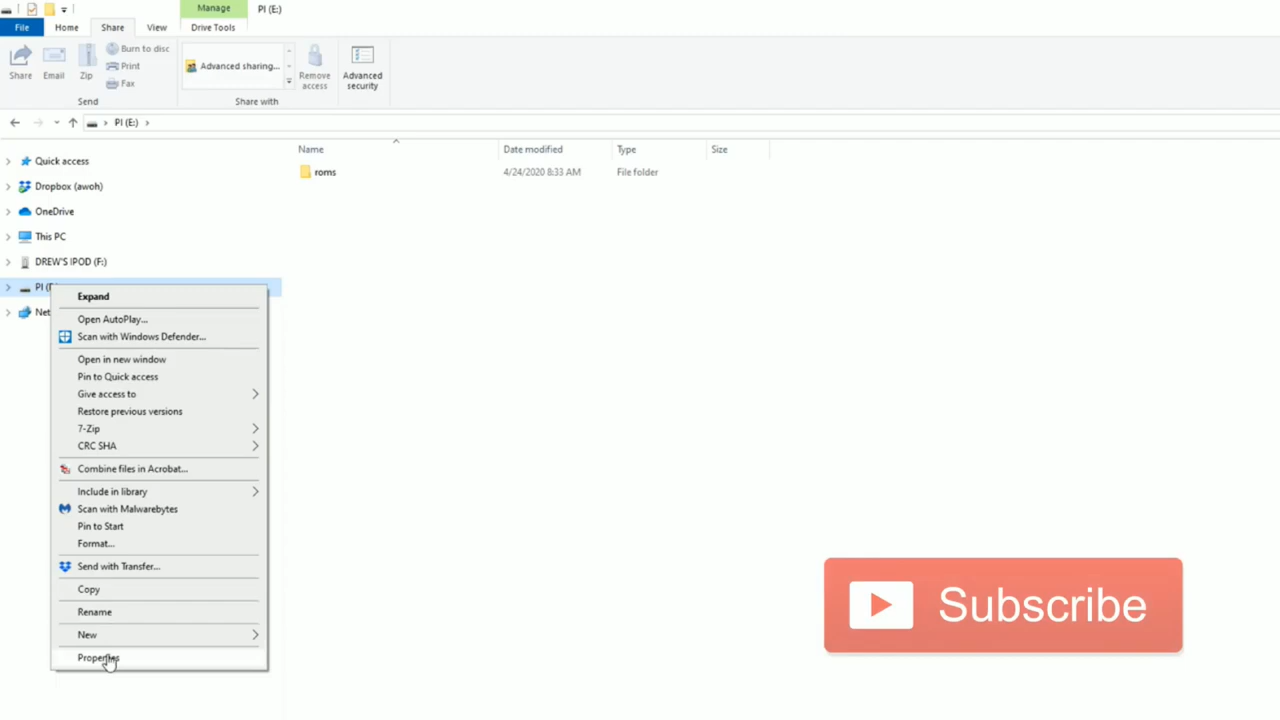 Manage
PI (E:)
File
Home
Share
View
Drive Tools
Share
Email
Zip
Burn to disc
Print
Fax
Send
Advanced sharing...
Share with
Remove access
Advanced security
PI (E:)
Name
Date modified
Type
Size
Quick access
roms
4/24/2020 8:33 AM
File folder
Dropbox (awoh)
OneDrive
This PC
DREW'S IPOD (F:)
PI (
Net
Expand
Open AutoPlay...
Scan with Windows Defender...
Open in new window
Pin to Quick access
Give access to
Restore previous versions
7-Zip
CRC SHA
Combine files in Acrobat...
Include in library
Scan with Malwarebytes
Pin to Start
Format...
Send with Transfer...
Copy
Rename
New
Properties
Subscribe